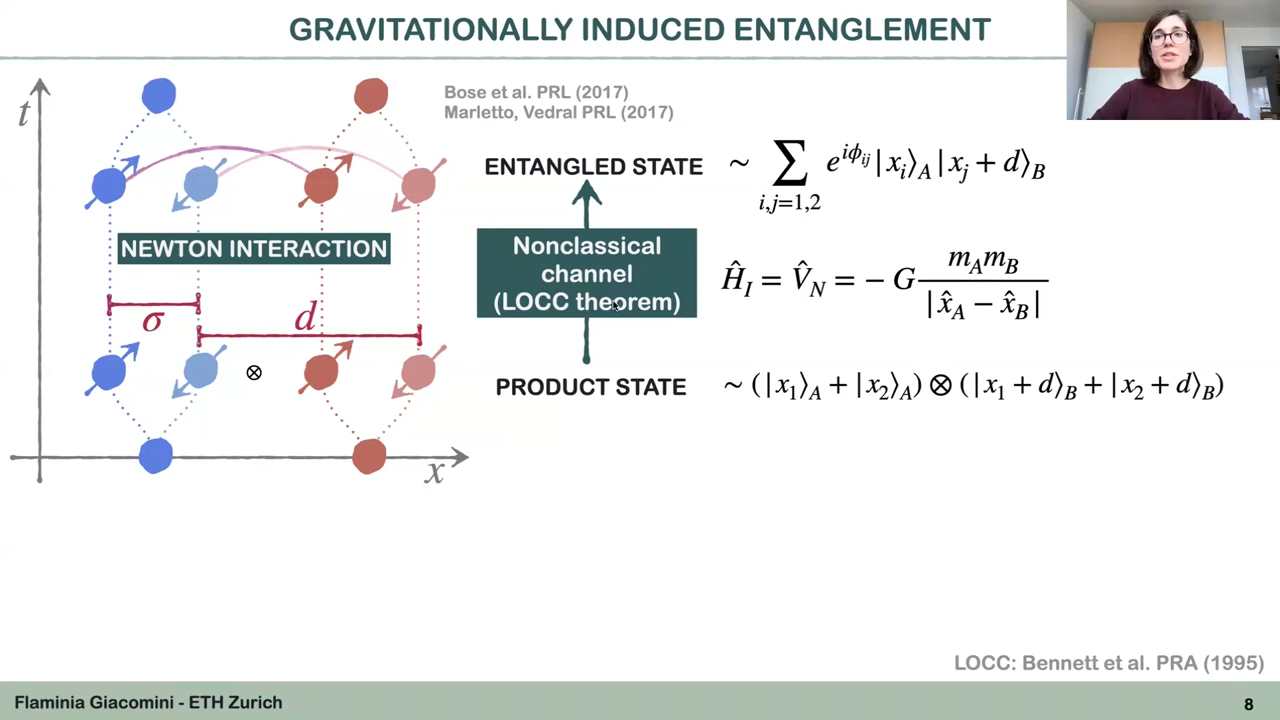 GRAVITATIONALLY INDUCED ENTANGLEMENT
Bose et al. PRL (2017)
Marletto, Vedral PRL (2017)
t
ENTANGLED STATE
~ ∑ e^{iϕ_{ij}} |x_i⟩_A |x_j + d⟩_B
i,j=1,2
NEWTON INTERACTION
Nonclassical
channel
(LOCC theorem)
Ĥ_I = V̂_N = − G m_A m_B / |x̂_A − x̂_B|
σ
d
⊗
PRODUCT STATE
~ (|x_1⟩_A + |x_2⟩_A) ⊗ (|x_1 + d⟩_B + |x_2 + d⟩_B)
x
LOCC: Bennett et al. PRA (1995)
Flaminia Giacomini - ETH Zurich
8